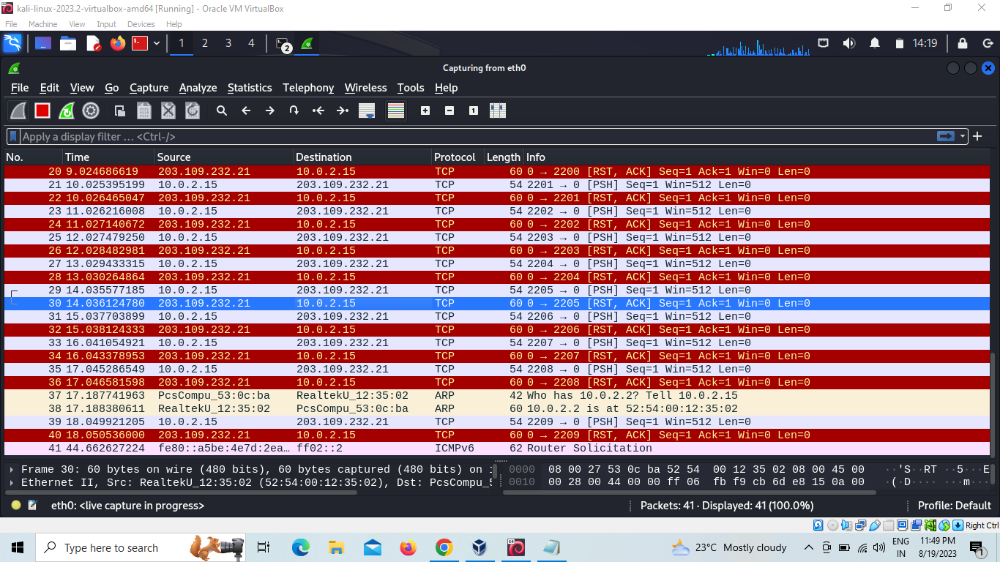 kali-linux-2023.2-virtualbox-amd64 [Running] - Oracle VM VirtualBox
File Machine View Input Devices Help
1 2 3 4 2 14:19
Capturing from eth0
File Edit View Go Capture Analyze Statistics Telephony Wireless Tools Help
Apply a display filter … <Ctrl-/>
No. Time Source Destination Protocol Length Info
20 9.024686619 203.109.232.21 10.0.2.15 TCP 60 0 → 2200 [RST, ACK] Seq=1 Ack=1 Win=0 Len=0
21 10.025395199 10.0.2.15 203.109.232.21 TCP 54 2201 → 0 [PSH] Seq=1 Win=512 Len=0
22 10.026465047 203.109.232.21 10.0.2.15 TCP 60 0 → 2201 [RST, ACK] Seq=1 Ack=1 Win=0 Len=0
23 11.026216008 10.0.2.15 203.109.232.21 TCP 54 2202 → 0 [PSH] Seq=1 Win=512 Len=0
24 11.027140672 203.109.232.21 10.0.2.15 TCP 60 0 → 2202 [RST, ACK] Seq=1 Ack=1 Win=0 Len=0
25 12.027479250 10.0.2.15 203.109.232.21 TCP 54 2203 → 0 [PSH] Seq=1 Win=512 Len=0
26 12.028482981 203.109.232.21 10.0.2.15 TCP 60 0 → 2203 [RST, ACK] Seq=1 Ack=1 Win=0 Len=0
27 13.029433315 10.0.2.15 203.109.232.21 TCP 54 2204 → 0 [PSH] Seq=1 Win=512 Len=0
28 13.030264864 203.109.232.21 10.0.2.15 TCP 60 0 → 2204 [RST, ACK] Seq=1 Ack=1 Win=0 Len=0
29 14.035577185 10.0.2.15 203.109.232.21 TCP 54 2205 → 0 [PSH] Seq=1 Win=512 Len=0
30 14.036124780 203.109.232.21 10.0.2.15 TCP 60 0 → 2205 [RST, ACK] Seq=1 Ack=1 Win=0 Len=0
31 15.037703899 10.0.2.15 203.109.232.21 TCP 54 2206 → 0 [PSH] Seq=1 Win=512 Len=0
32 15.038124333 203.109.232.21 10.0.2.15 TCP 60 0 → 2206 [RST, ACK] Seq=1 Ack=1 Win=0 Len=0
33 16.041054921 10.0.2.15 203.109.232.21 TCP 54 2207 → 0 [PSH] Seq=1 Win=512 Len=0
34 16.043378953 203.109.232.21 10.0.2.15 TCP 60 0 → 2207 [RST, ACK] Seq=1 Ack=1 Win=0 Len=0
35 17.045286549 10.0.2.15 203.109.232.21 TCP 54 2208 → 0 [PSH] Seq=1 Win=512 Len=0
36 17.046581598 203.109.232.21 10.0.2.15 TCP 60 0 → 2208 [RST, ACK] Seq=1 Ack=1 Win=0 Len=0
37 17.187741963 PcsCompu_53:0c:ba RealtekU_12:35:02 ARP 42 Who has 10.0.2.2? Tell 10.0.2.15
38 17.188380611 RealtekU_12:35:02 PcsCompu_53:0c:ba ARP 60 10.0.2.2 is at 52:54:00:12:35:02
39 18.049921205 10.0.2.15 203.109.232.21 TCP 54 2209 → 0 [PSH] Seq=1 Win=512 Len=0
40 18.050536000 203.109.232.21 10.0.2.15 TCP 60 0 → 2209 [RST, ACK] Seq=1 Ack=1 Win=0 Len=0
41 44.662627224 fe80::a5be:4e7d:2ea… ff02::2 ICMPv6 62 Router Solicitation
Frame 30: 60 bytes on wire (480 bits), 60 bytes captured (480 bits) on i 0000 08 00 27 53 0c ba 52 54 00 12 35 02 08 00 45 00 ··'S··RT ··5···E
Ethernet II, Src: RealtekU_12:35:02 (52:54:00:12:35:02), Dst: PcsCompu_5 0010 00 28 00 44 00 00 ff 06 fb f9 cb 6d e8 15 0a 00 ·(·D···· ···m··
eth0: <live capture in progress> Packets: 41 · Displayed: 41 (100.0%) Profile: Default
Right Ctrl
Type here to search 23°C Mostly cloudy ENG 11:49 PM
IN 8/19/2023 1